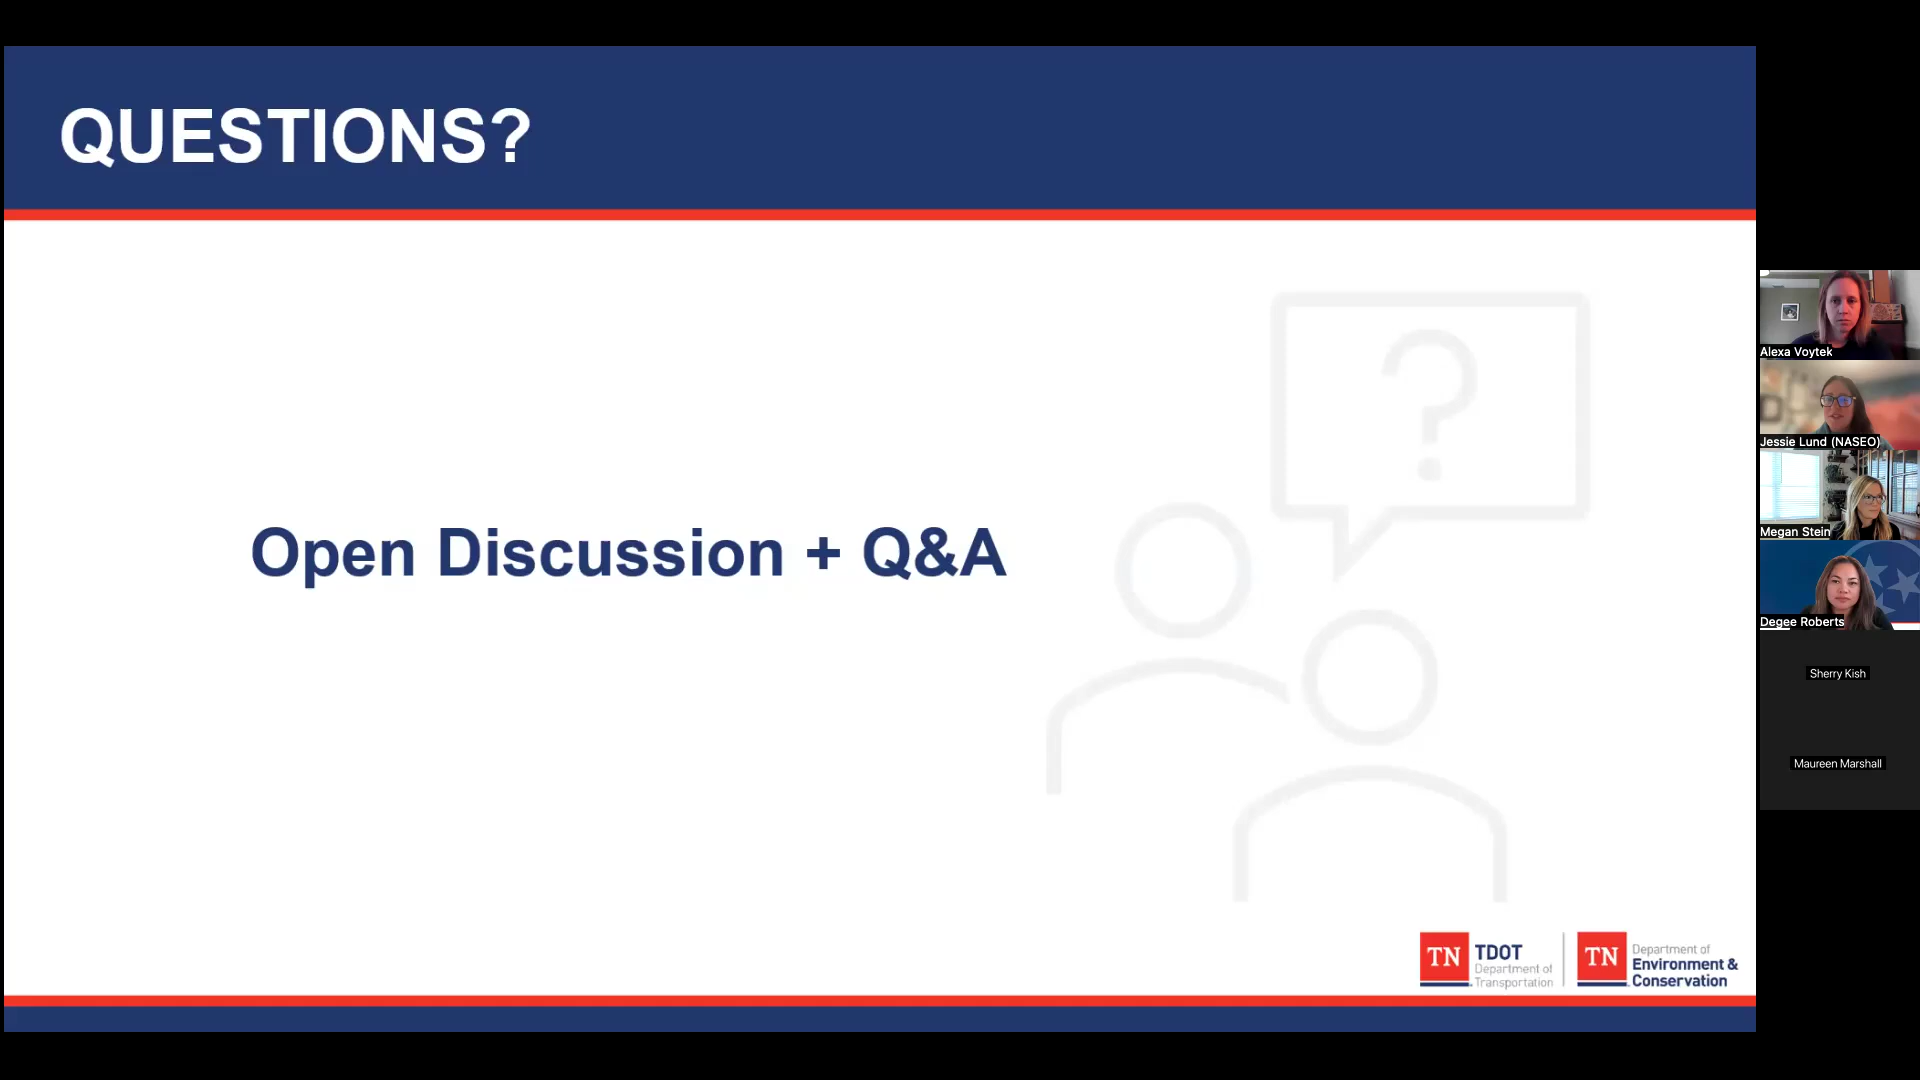 QUESTIONS?
Open Discussion + Q&A
?
TN
TDOT
Department of
Transportation
TN
Department of
Environment &
Conservation
Alexa Voytek
Jessie Lund (NASEO)
Megan Stein
Degee Roberts
Sherry Kish
Maureen Marshall